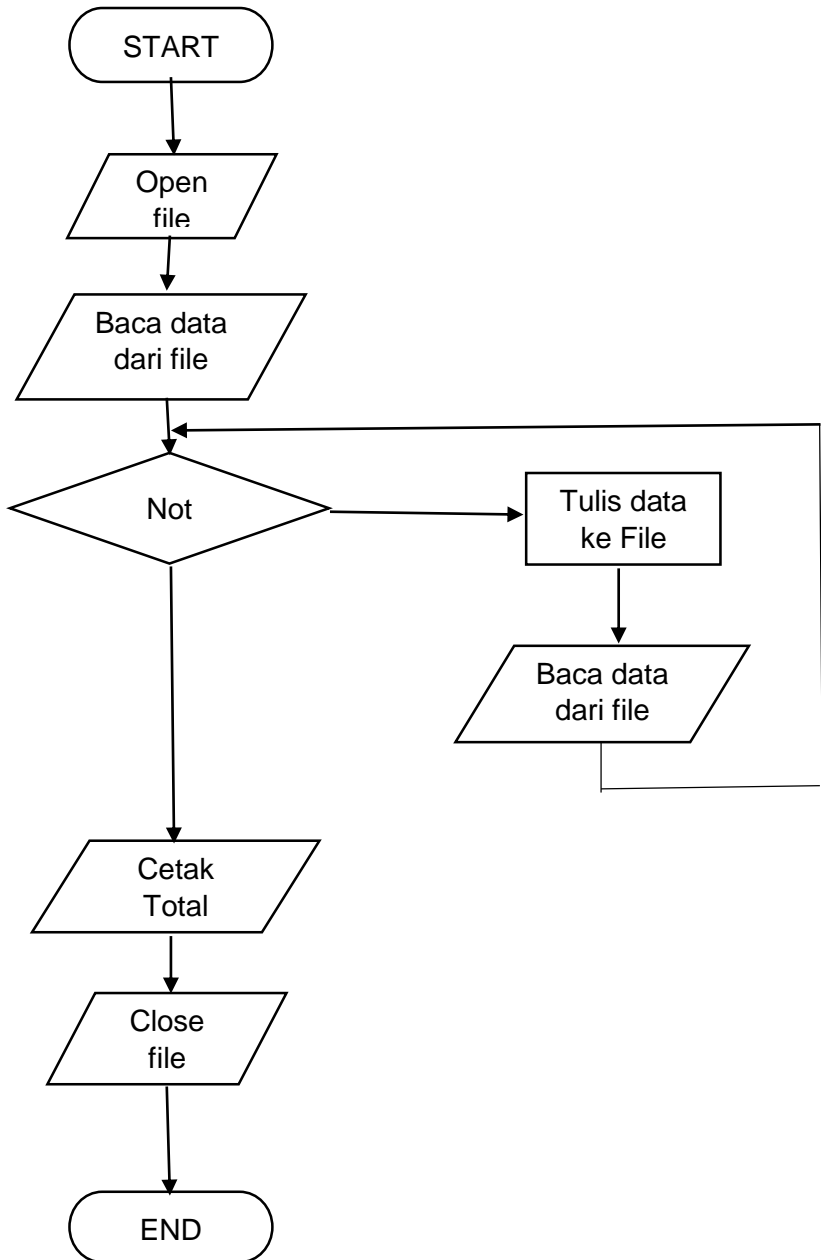 START
Open
file
Baca data
dari file
Not
Tulis data
ke File
Baca data
dari file
Cetak
Total
Close
file
END